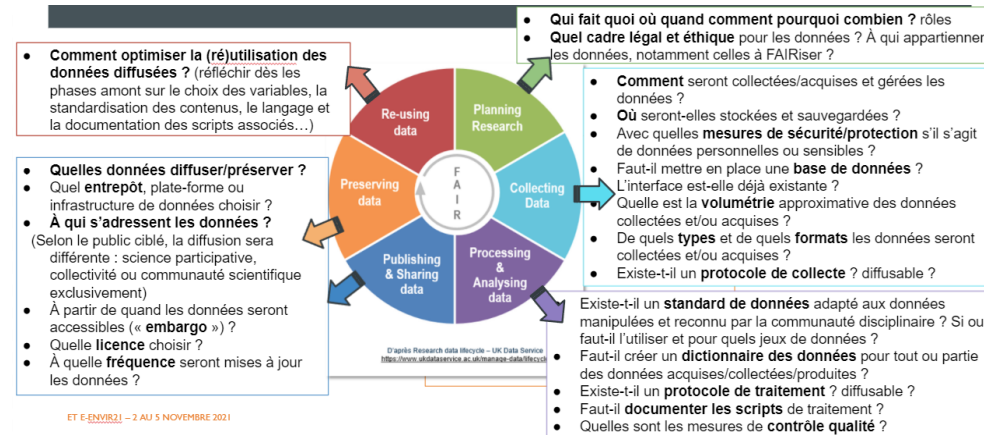 ● Qui fait quoi où quand comment pourquoi combien ? rôles
● Quel cadre légal et éthique pour les données ? À qui appartiennen
les données, notamment celles à FAIRiser ?
● Comment optimiser la (ré)utilisation des
données diffusées ? (réfléchir dès les
phases amont sur le choix des variables, la
standardisation des contenus, le langage et
la documentation des scripts associés…)
● Quelles données diffuser/préserver ?
● Quel entrepôt, plate-forme ou
infrastructure de données choisir ?
● À qui s’adressent les données ?
(Selon le public ciblé, la diffusion sera
différente : science participative,
collectivité ou communauté scientifique
exclusivement)
● À partir de quand les données seront
accessibles (« embargo ») ?
● Quelle licence choisir ?
● À quelle fréquence seront mises à jour
les données ?
Re-using
data
Planning
Research
Preserving
data
FAIR
Collecting
Data
Publishing
& Sharing
data
Processing
&
Analysing
data
● Comment seront collectées/acquises et gérées les
données ?
● Où seront-elles stockées et sauvegardées ?
● Avec quelles mesures de sécurité/protection s’il s’agit
de données personnelles ou sensibles ?
● Faut-il mettre en place une base de données ?
● L’interface est-elle déjà existante ?
● Quelle est la volumétrie approximative des données
collectées et/ou acquises ?
● De quels types et de quels formats les données seront
collectées et/ou acquises ?
● Existe-t-il un protocole de collecte ? diffusable ?
● Existe-t-il un standard de données adapté aux données
manipulées et reconnu par la communauté disciplinaire ? Si ou
faut-il l’utiliser et pour quels jeux de données ?
● Faut-il créer un dictionnaire des données pour tout ou partie
des données acquises/collectées/produites ?
● Existe-t-il un protocole de traitement ? diffusable ?
● Faut-il documenter les scripts de traitement ?
● Quelles sont les mesures de contrôle qualité ?
D’après Research data lifecycle – UK Data Service
https://www.ukdataservice.ac.uk/manage-data/lifecycl
ET E-ENVIR21 – 2 AU 5 NOVEMBRE 2021